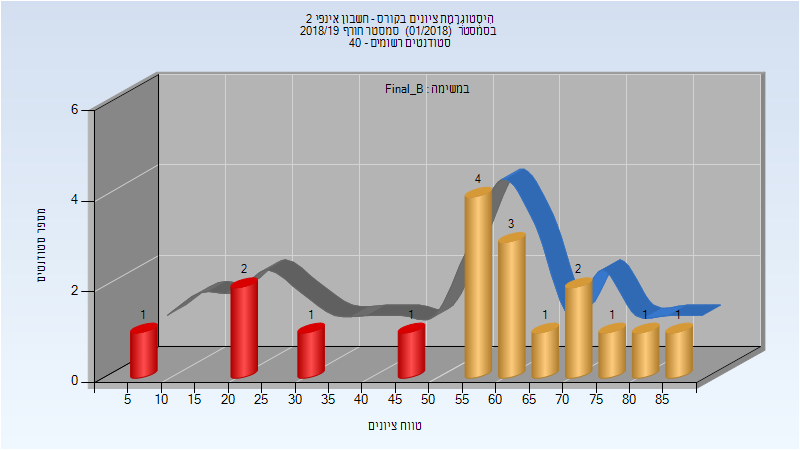 היסטוגרמת ציונים בקורס - חשבון אינפי 2
בסמסטר (01/2018) סמסטר חורף 2018/19
סטודנטים רשומים - 40
במשימה: Final_B
מספר סטודנטים
6
4
2
0
1
2
1
1
4
3
1
2
1
1
1
5 10 15 20 25 30 35 40 45 50 55 60 65 70 75 80 85
טווח ציונים